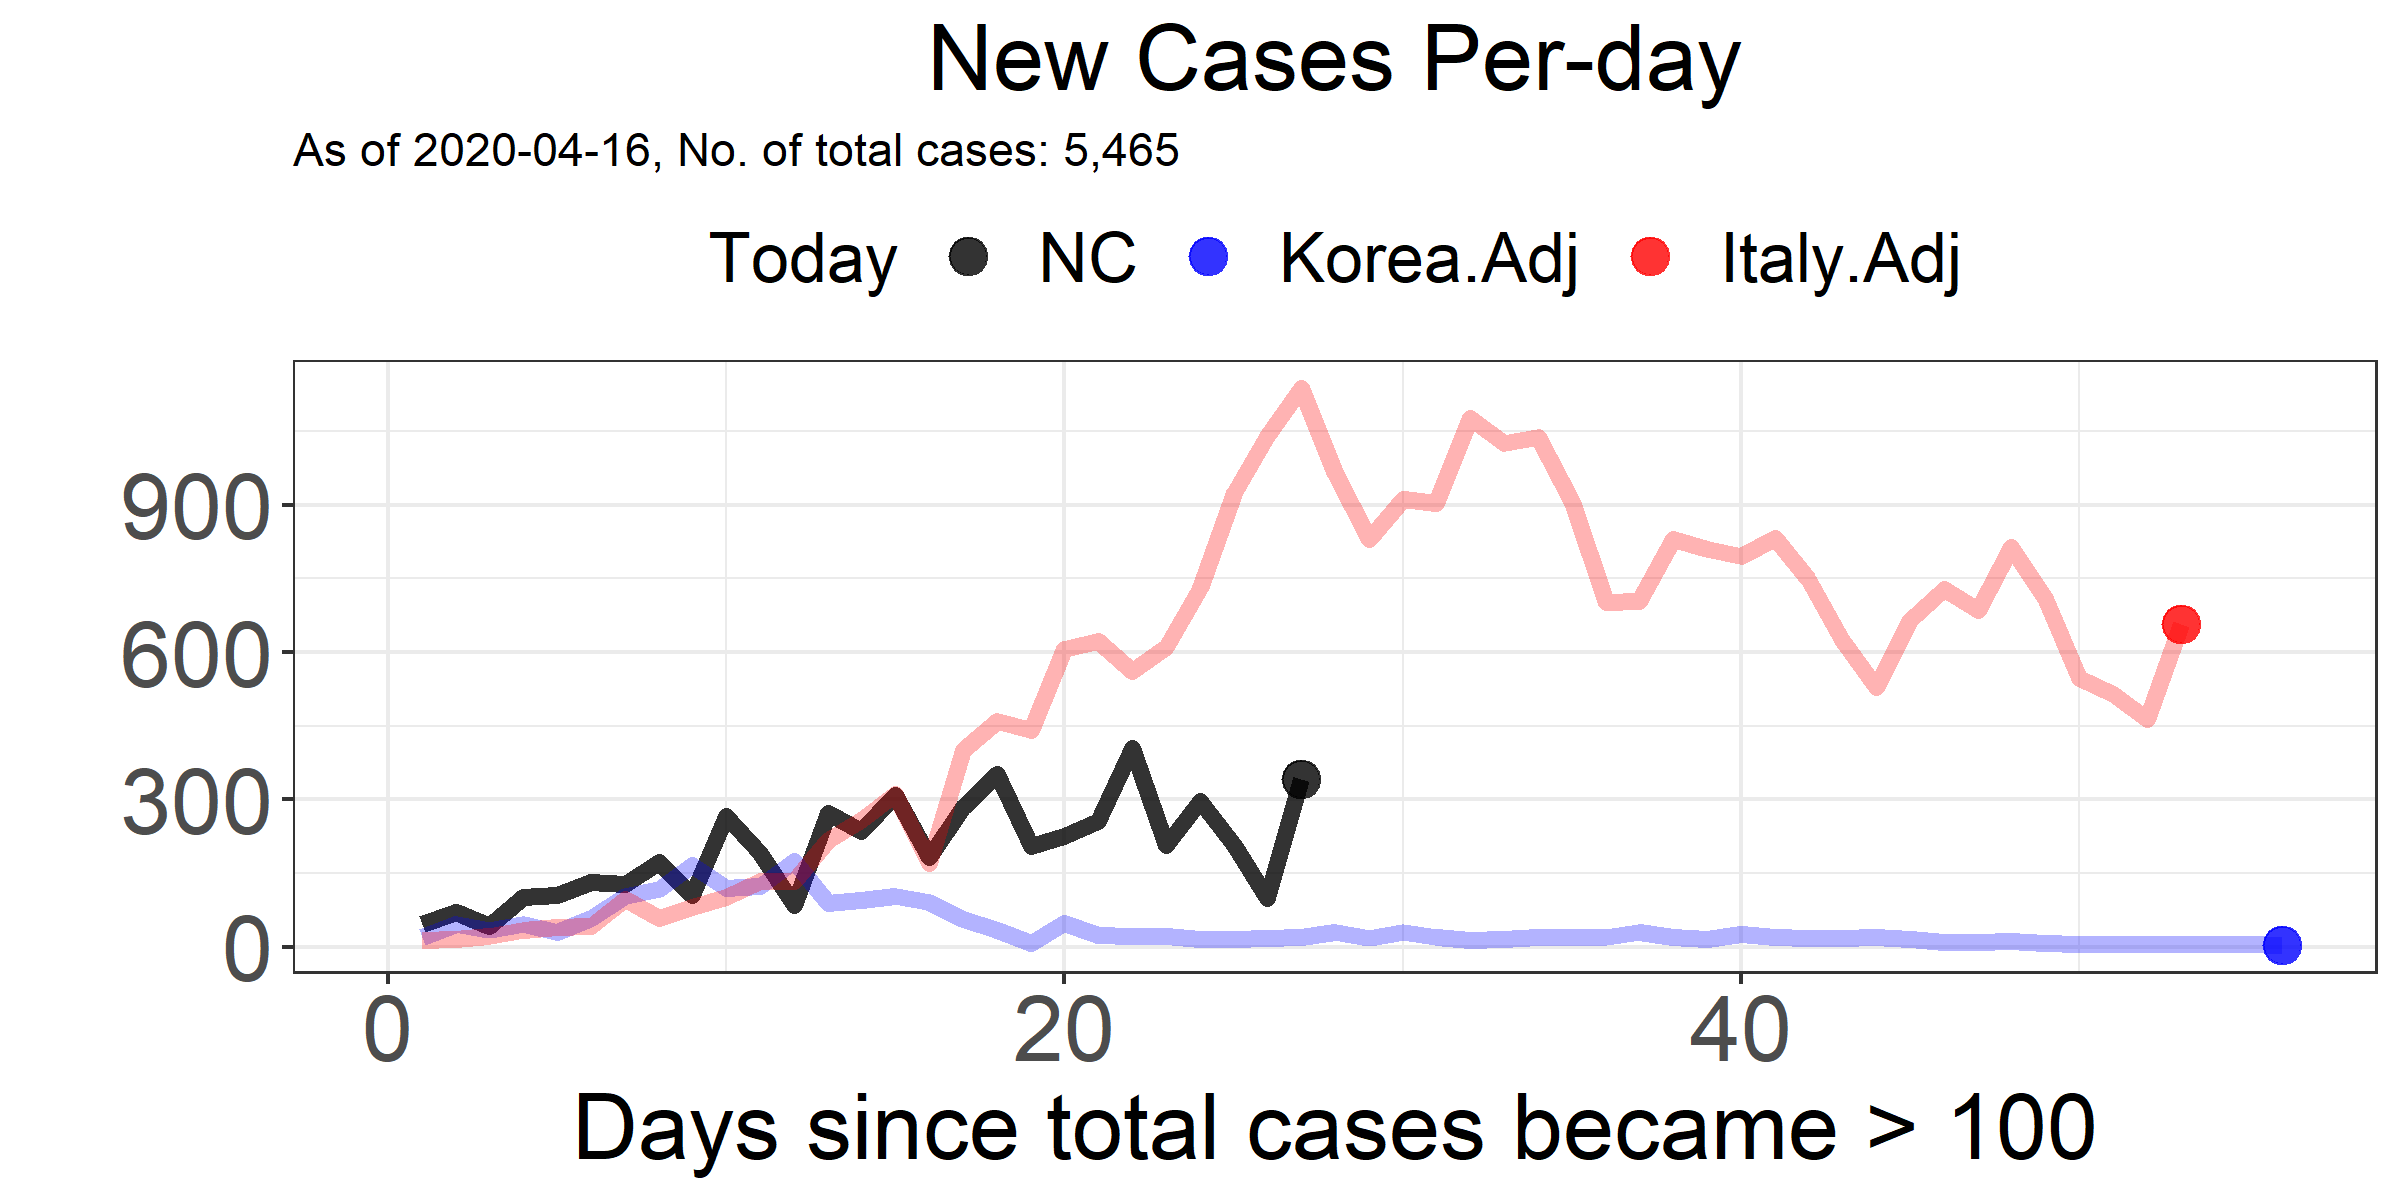 New Cases Per-day
As of 2020-04-16, No. of total cases: 5,465
Today NC Korea.Adj Italy.Adj
900
600
300
0
0 20 40
Days since total cases became > 100